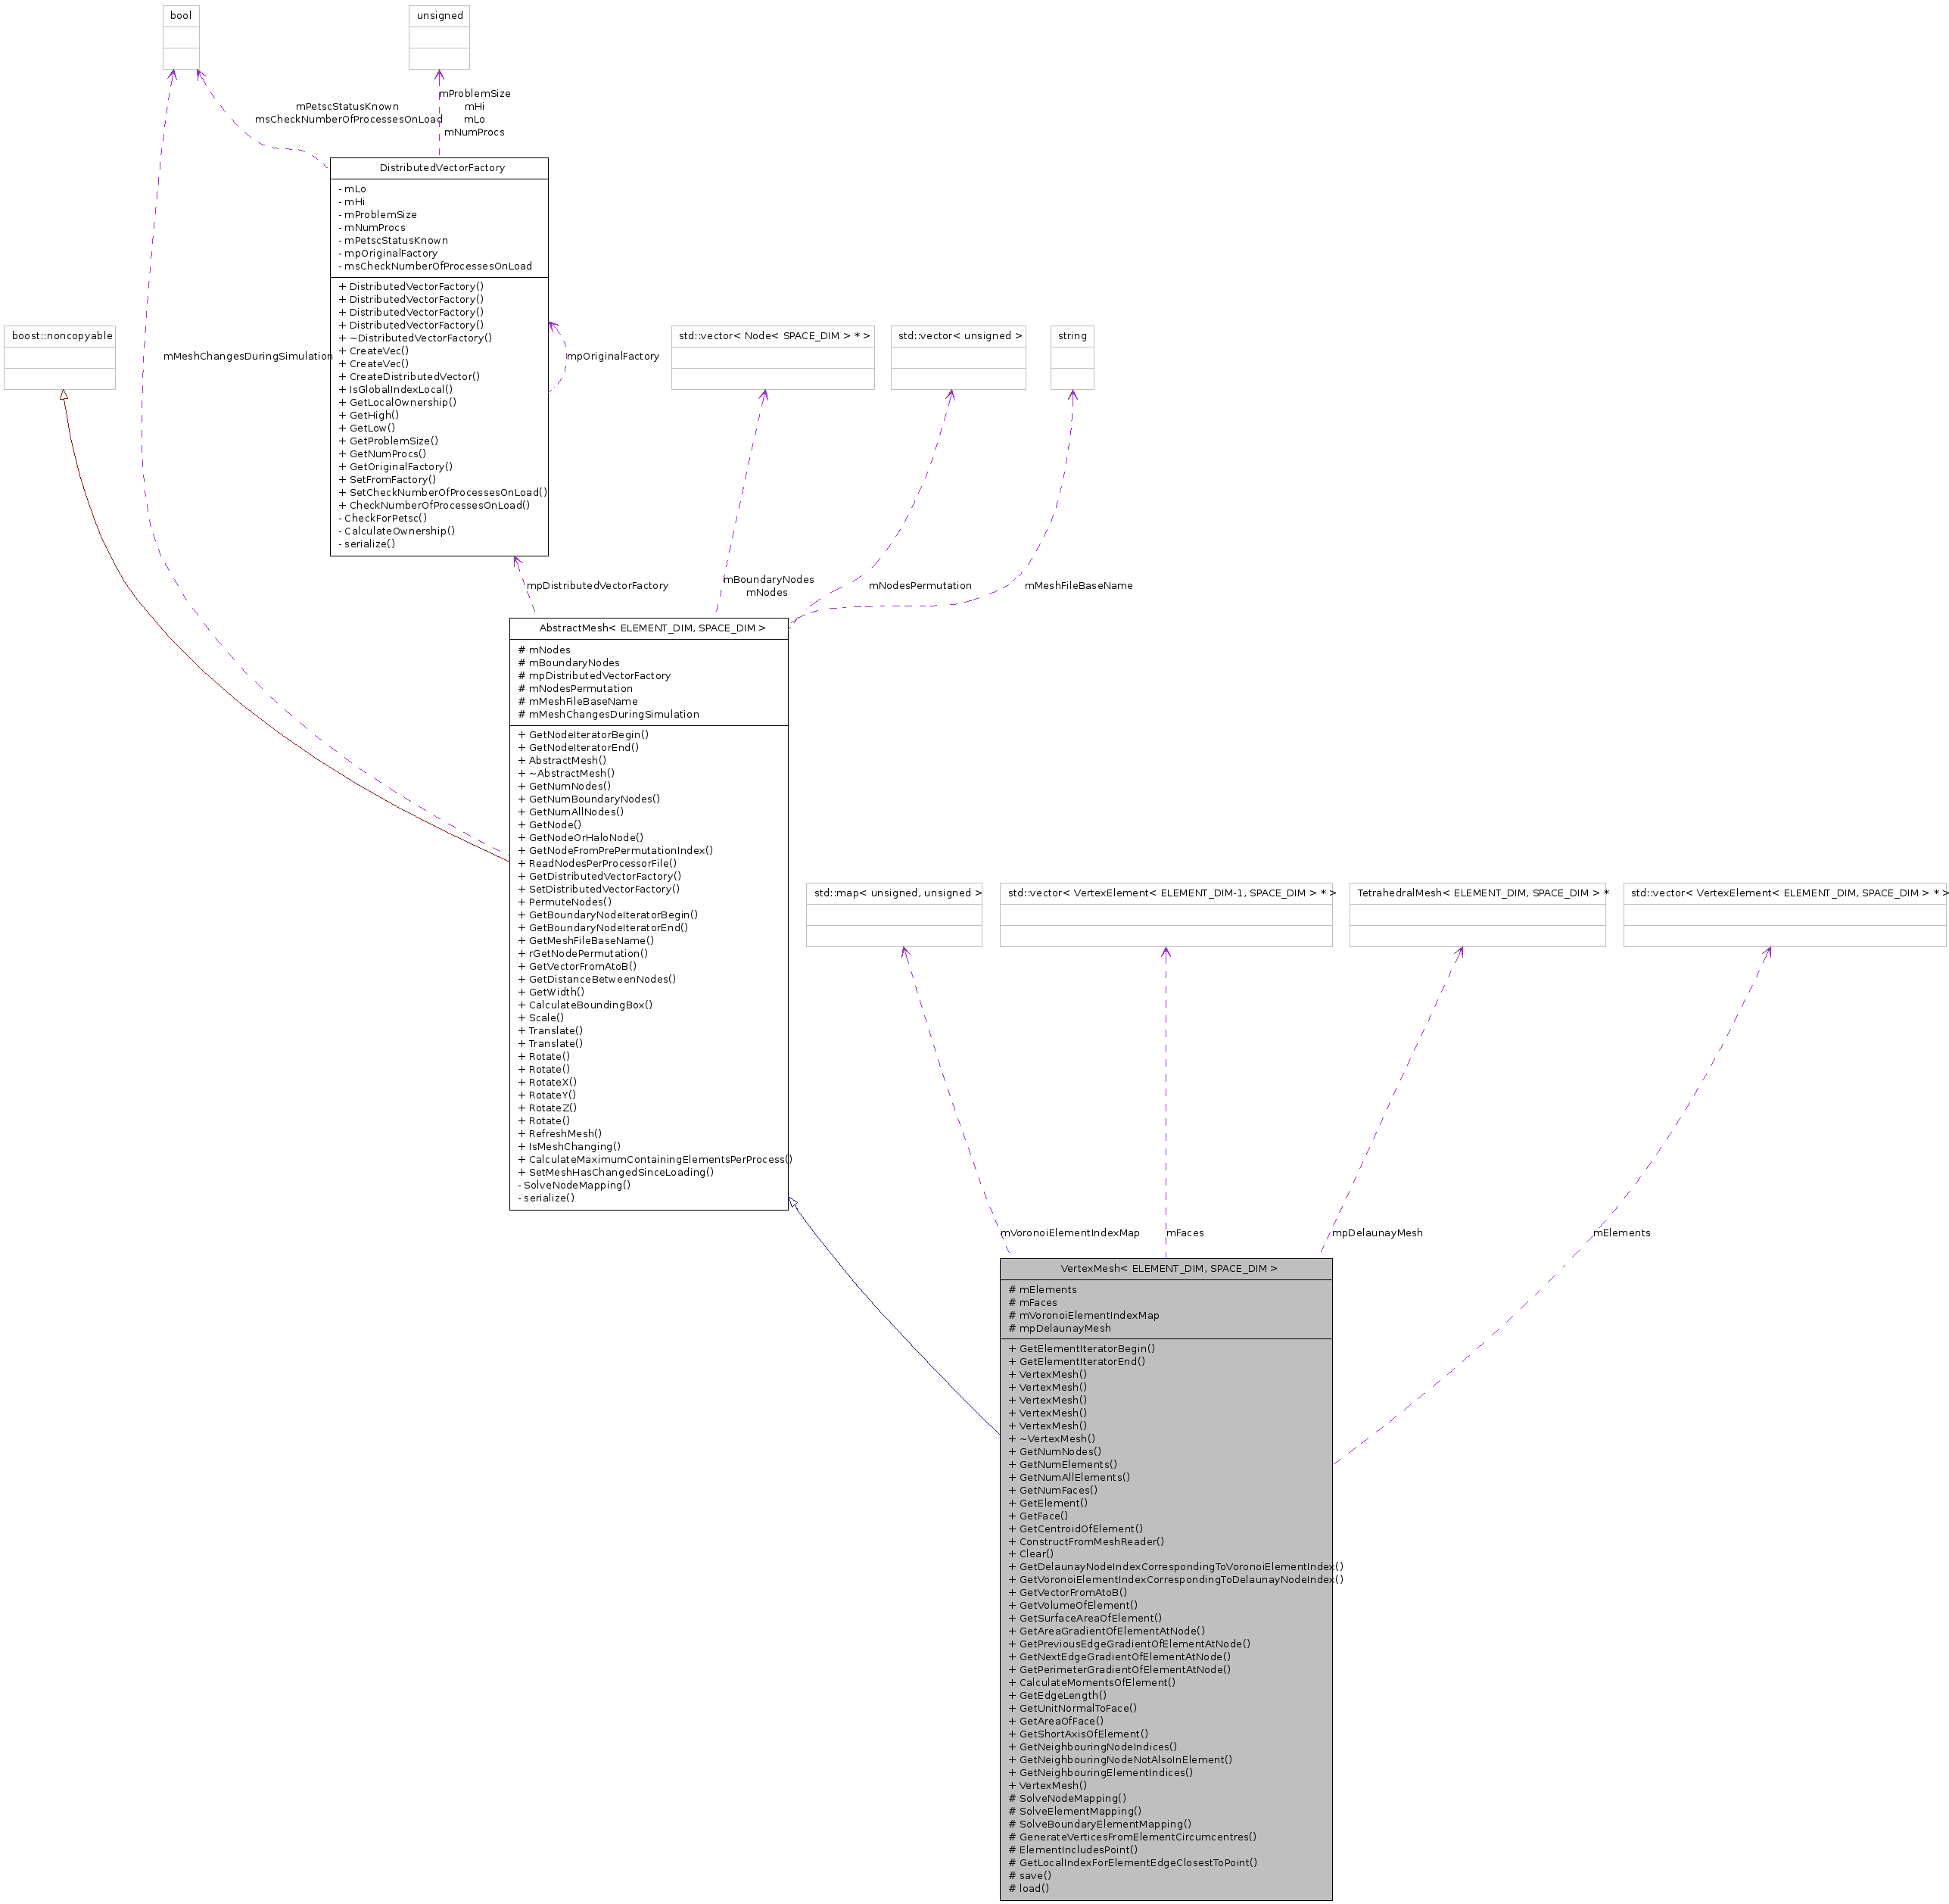 bool
unsigned
mProblemSize
mHi
mLo
mNumProcs
mPetscStatusKnown
msCheckNumberOfProcessesOnLoad
DistributedVectorFactory
- mLo
- mHi
- mProblemSize
- mNumProcs
- mPetscStatusKnown
- mpOriginalFactory
- msCheckNumberOfProcessesOnLoad
+ DistributedVectorFactory()
+ DistributedVectorFactory()
+ DistributedVectorFactory()
+ DistributedVectorFactory()
+ ~DistributedVectorFactory()
+ CreateVec()
+ CreateVec()
+ CreateDistributedVector()
+ IsGlobalIndexLocal()
+ GetLocalOwnership()
+ GetHigh()
+ GetLow()
+ GetProblemSize()
+ GetNumProcs()
+ GetOriginalFactory()
+ SetFromFactory()
+ SetCheckNumberOfProcessesOnLoad()
+ CheckNumberOfProcessesOnLoad()
- CheckForPetsc()
- CalculateOwnership()
- serialize()
boost::noncopyable
mMeshChangesDuringSimulation
mpOriginalFactory
std::vector< Node< SPACE_DIM > * >
std::vector< unsigned >
string
mpDistributedVectorFactory
mBoundaryNodes
mNodes
mNodesPermutation
mMeshFileBaseName
AbstractMesh< ELEMENT_DIM, SPACE_DIM >
# mNodes
# mBoundaryNodes
# mpDistributedVectorFactory
# mNodesPermutation
# mMeshFileBaseName
# mMeshChangesDuringSimulation
+ GetNodeIteratorBegin()
+ GetNodeIteratorEnd()
+ AbstractMesh()
+ ~AbstractMesh()
+ GetNumNodes()
+ GetNumBoundaryNodes()
+ GetNumAllNodes()
+ GetNode()
+ GetNodeOrHaloNode()
+ GetNodeFromPrePermutationIndex()
+ ReadNodesPerProcessorFile()
+ GetDistributedVectorFactory()
+ SetDistributedVectorFactory()
+ PermuteNodes()
+ GetBoundaryNodeIteratorBegin()
+ GetBoundaryNodeIteratorEnd()
+ GetMeshFileBaseName()
+ rGetNodePermutation()
+ GetVectorFromAtoB()
+ GetDistanceBetweenNodes()
+ GetWidth()
+ CalculateBoundingBox()
+ Scale()
+ Translate()
+ Translate()
+ Rotate()
+ Rotate()
+ RotateX()
+ RotateY()
+ RotateZ()
+ Rotate()
+ RefreshMesh()
+ IsMeshChanging()
+ CalculateMaximumContainingElementsPerProcess()
+ SetMeshHasChangedSinceLoading()
- SolveNodeMapping()
- serialize()
std::map< unsigned, unsigned >
std::vector< VertexElement< ELEMENT_DIM-1, SPACE_DIM > * >
TetrahedralMesh< ELEMENT_DIM, SPACE_DIM > *
std::vector< VertexElement< ELEMENT_DIM, SPACE_DIM > * >
mVoronoiElementIndexMap
mFaces
mpDelaunayMesh
mElements
VertexMesh< ELEMENT_DIM, SPACE_DIM >
# mElements
# mFaces
# mVoronoiElementIndexMap
# mpDelaunayMesh
+ GetElementIteratorBegin()
+ GetElementIteratorEnd()
+ VertexMesh()
+ VertexMesh()
+ VertexMesh()
+ VertexMesh()
+ VertexMesh()
+ ~VertexMesh()
+ GetNumNodes()
+ GetNumElements()
+ GetNumAllElements()
+ GetNumFaces()
+ GetElement()
+ GetFace()
+ GetCentroidOfElement()
+ ConstructFromMeshReader()
+ Clear()
+ GetDelaunayNodeIndexCorrespondingToVoronoiElementIndex()
+ GetVoronoiElementIndexCorrespondingToDelaunayNodeIndex()
+ GetVectorFromAtoB()
+ GetVolumeOfElement()
+ GetSurfaceAreaOfElement()
+ GetAreaGradientOfElementAtNode()
+ GetPreviousEdgeGradientOfElementAtNode()
+ GetNextEdgeGradientOfElementAtNode()
+ GetPerimeterGradientOfElementAtNode()
+ CalculateMomentsOfElement()
+ GetEdgeLength()
+ GetUnitNormalToFace()
+ GetAreaOfFace()
+ GetShortAxisOfElement()
+ GetNeighbouringNodeIndices()
+ GetNeighbouringNodeNotAlsoInElement()
+ GetNeighbouringElementIndices()
+ VertexMesh()
# SolveNodeMapping()
# SolveElementMapping()
# SolveBoundaryElementMapping()
# GenerateVerticesFromElementCircumcentres()
# ElementIncludesPoint()
# GetLocalIndexForElementEdgeClosestToPoint()
# save()
# load()